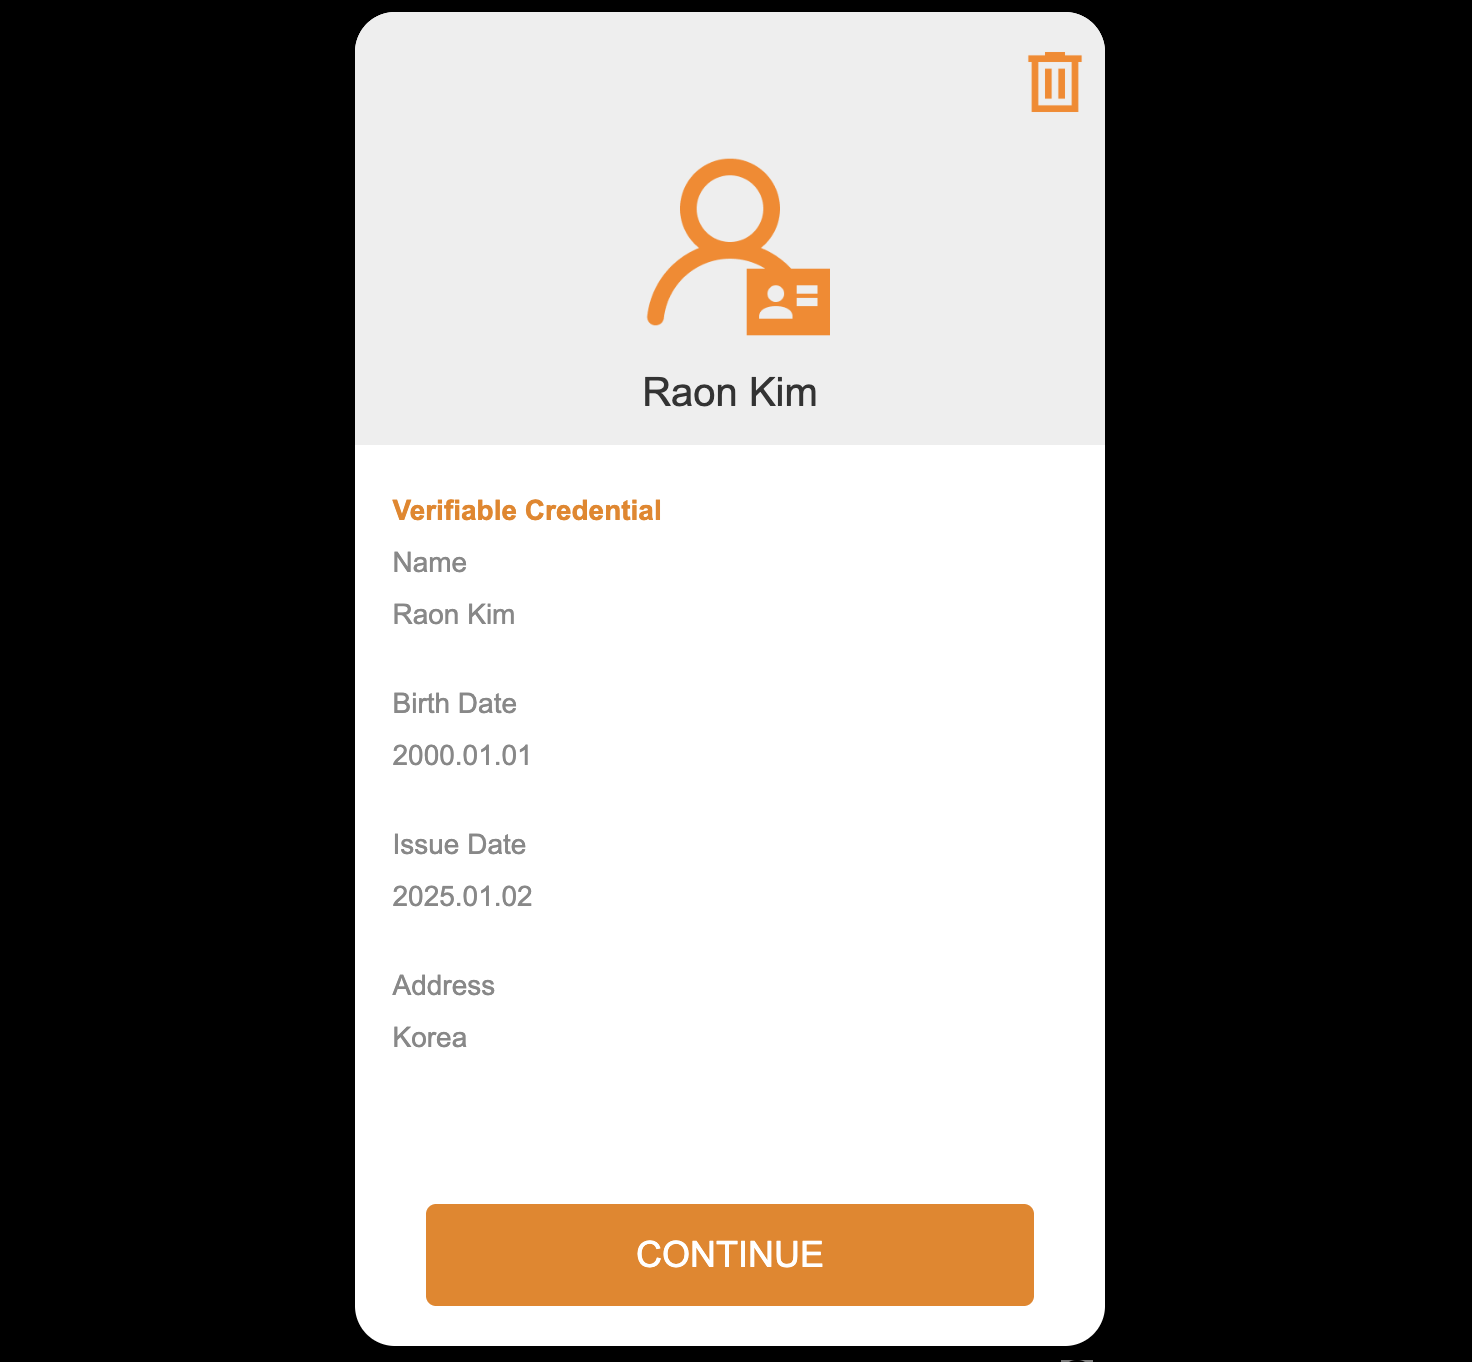 Raon Kim
Verifiable Credential
Name
Raon Kim
Birth Date
2000.01.01
Issue Date
2025.01.02
Address
Korea
CONTINUE